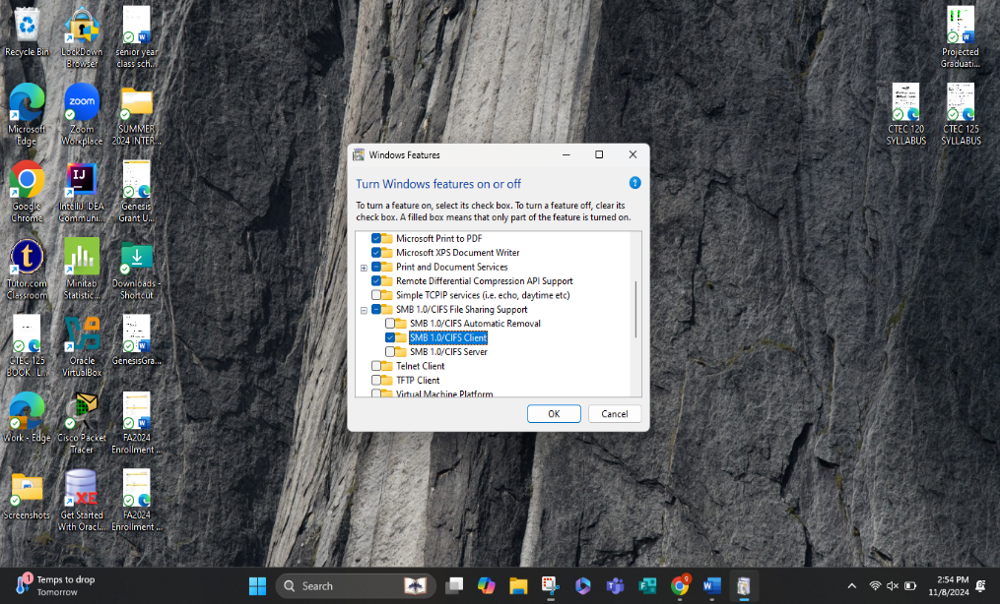 Recycle Bin
LockDown
Browser
senior year
class sch...
Projected
Graduati...
Microsoft
Edge
zoom
Zoom
Workplace
SUMMER
2024 INTER...
CTEC 120
SYLLABUS
CTEC 125
SYLLABUS
Google
Chrome
IJ
IntelliJ IDEA
Communi...
Genesis
Grant U...
t
Tutor.com
Classroom
Minitab
Statistic...
Downloads -
Shortcut
CTEC 125
BOOK
Oracle
VirtualBox
GenesisGra...
Work - Edge
Cisco Packet
Tracer
FA2024
Enrollment ...
Screenshots
XE
Get Started
With Oracl...
FA2024
Enrollment ...
Windows Features
Turn Windows features on or off
To turn a feature on, select its check box. To turn a feature off, clear its
check box. A filled box means that only part of the feature is turned on.
Microsoft Print to PDF
Microsoft XPS Document Writer
Print and Document Services
Remote Differential Compression API Support
Simple TCPIP services (i.e. echo, daytime etc)
SMB 1.0/CIFS File Sharing Support
SMB 1.0/CIFS Automatic Removal
SMB 1.0/CIFS Client
SMB 1.0/CIFS Server
Telnet Client
TFTP Client
Virtual Machine Platform
OK
Cancel
1
Temps to drop
Tomorrow
Search
9
2:54 PM
11/8/2024